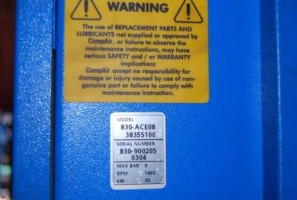 WARNING
The use of REPLACEMENT PARTS AND
LUBRICANTS not supplied or approved by
CompAir, or failure to observe the
maintenance instructions, may have
serious SAFETY and / or WARRANTY
implications
CompAir accept no responsibility for
damage or injury caused by use of non-
genuine part or failure to comply with
maintenance instruction.
MODEL
830-ACE08
38355100
SERIAL NUMBER
830-900205
0304
MAX BAR 8
RPM 1460
KW 30